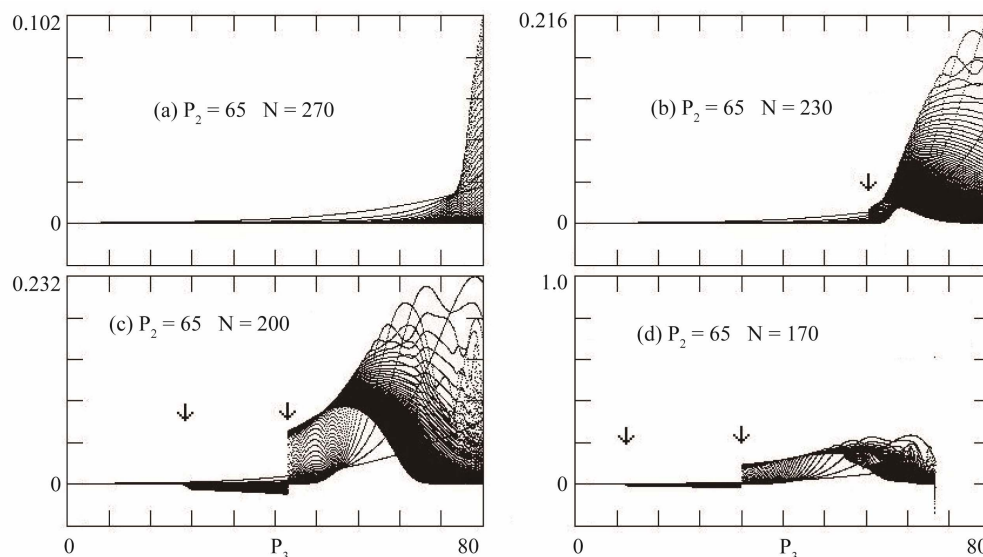 0.102
(a) P2 = 65 N = 270
0
0.216
(b) P2 = 65 N = 230
0
0.232
(c) P2 = 65 N = 200
0
0 P3 80
1.0
(d) P2 = 65 N = 170
0
0 P3 80